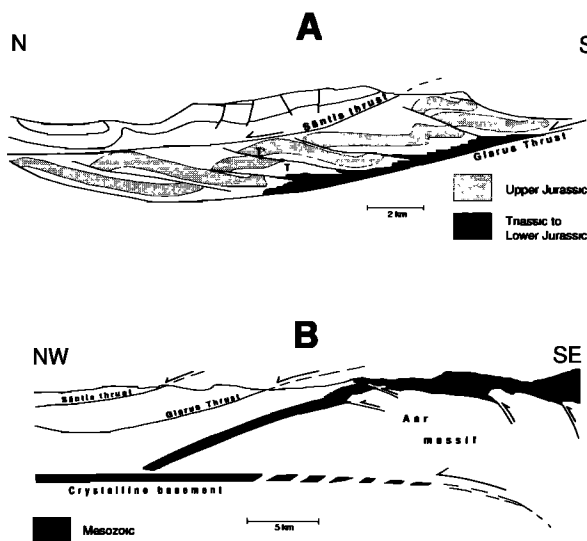 A
N
S
Säntis thrust
T
T
Glarus Thrust
2 km
Upper Jurassic
Triassic to
Lower Jurassic
B
NW
SE
Säntis thrust
Glarus Thrust
Aar
massif
Crystalline basement
5 km
Mesozoic